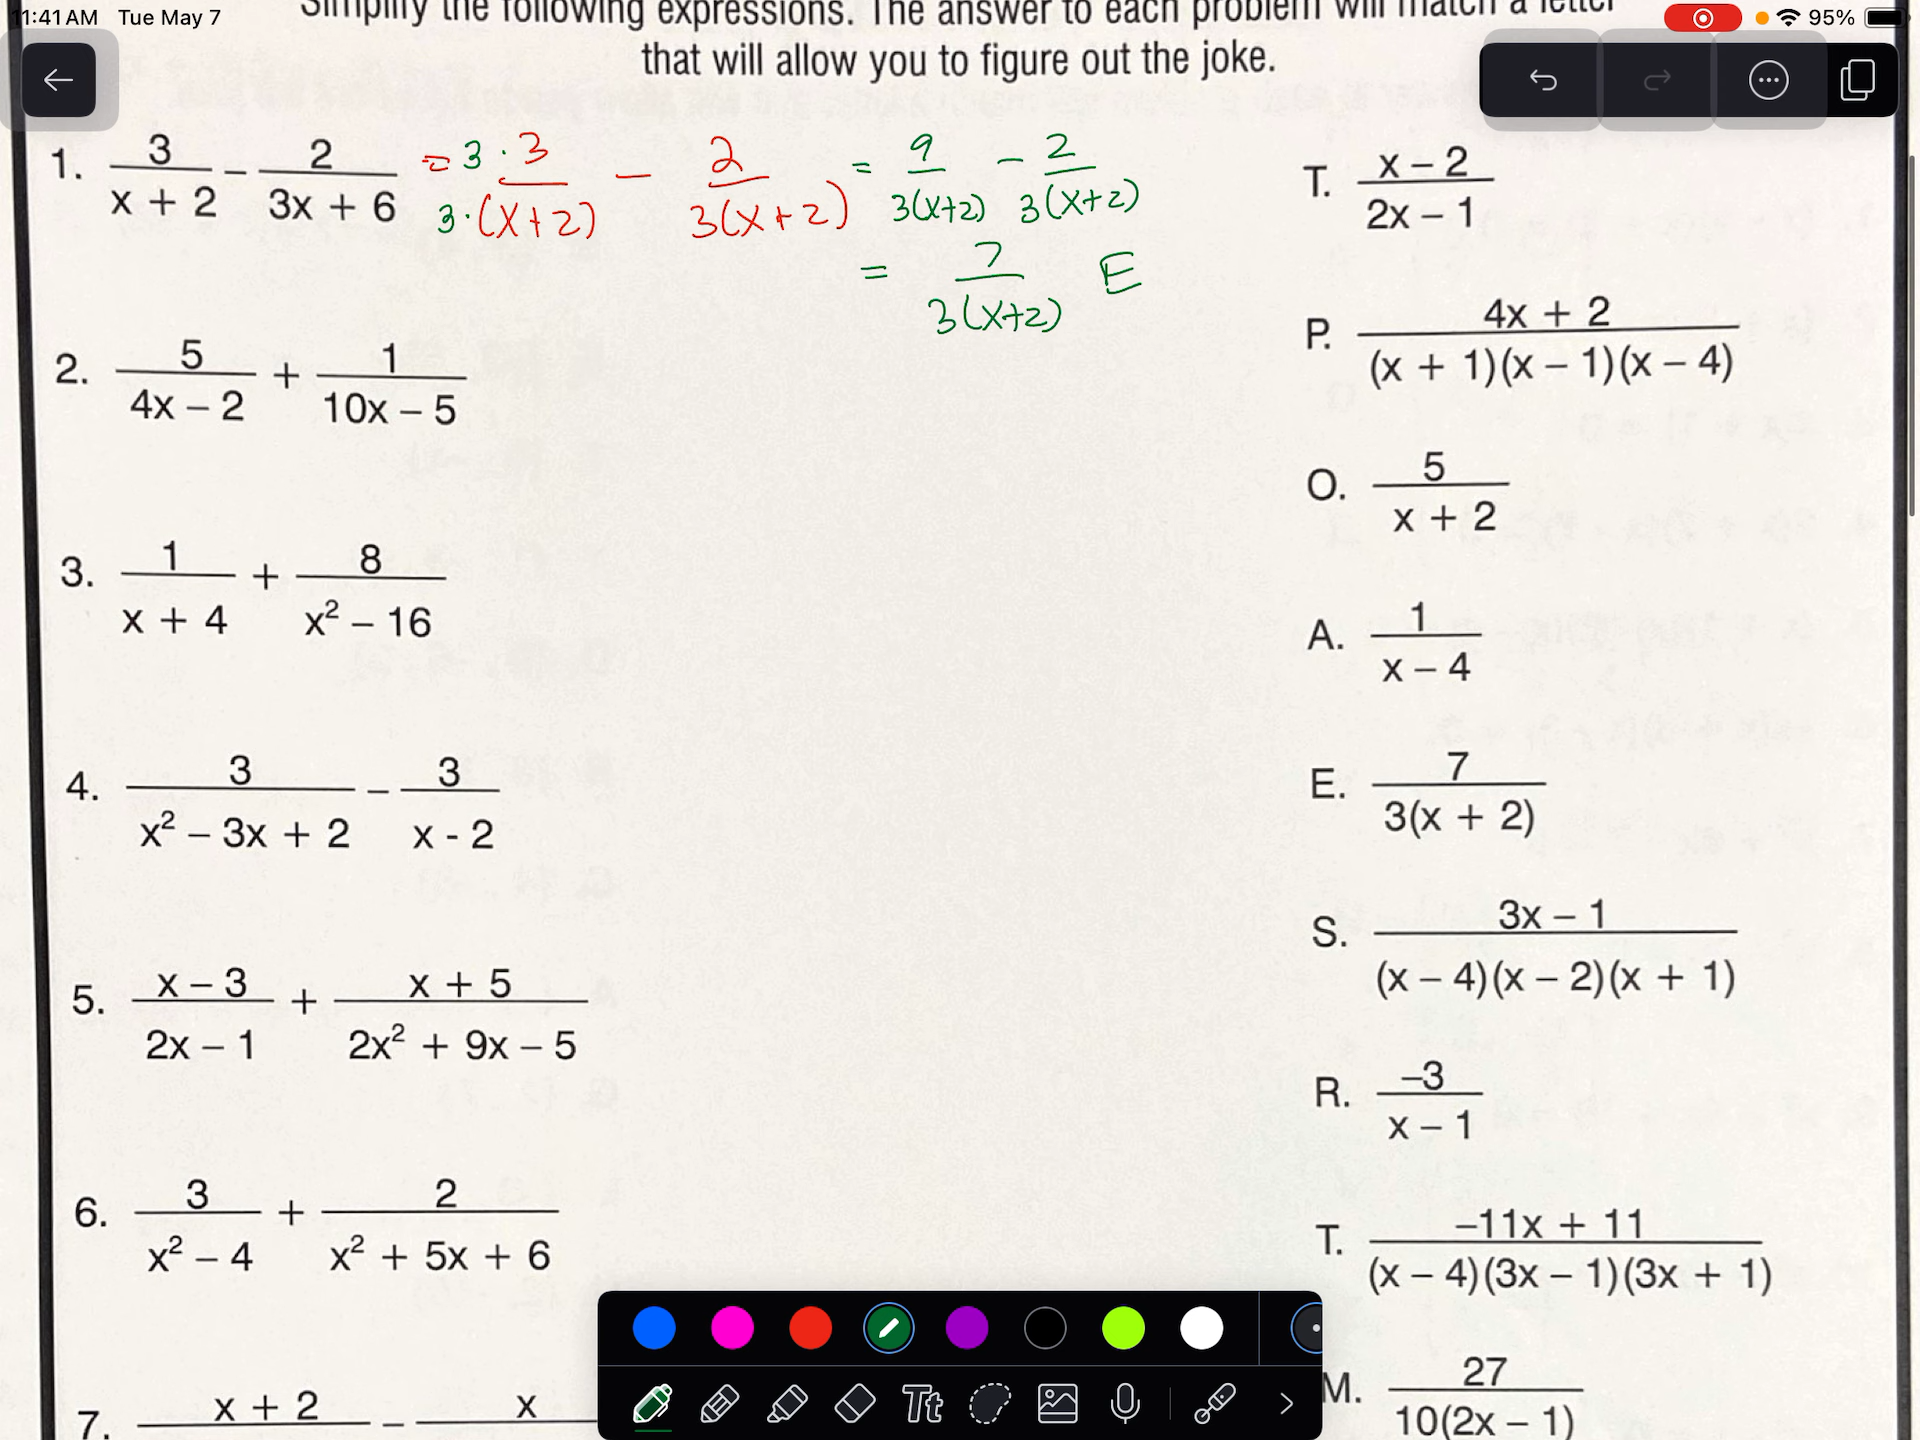 11:41 AM Tue May 7 95%
Simplify the following expressions. The answer to each problem will match a letter
that will allow you to figure out the joke.
1. 3/(x + 2) – 2/(3x + 6) = 3 · 3/3 · (x+2) – 2/3(x+2) = 9/3(x+2) – 2/3(x+2)
= 7/3(x+2) E
2. 5/(4x – 2) + 1/(10x – 5)
3. 1/(x + 4) + 8/(x² – 16)
4. 3/(x² – 3x + 2) – 3/(x - 2)
5. (x – 3)/(2x – 1) + (x + 5)/(2x² + 9x – 5)
6. 3/(x² – 4) + 2/(x² + 5x + 6)
7. x + 2 – x
T. (x – 2)/(2x – 1)
P. (4x + 2)/(x + 1)(x – 1)(x – 4)
O. 5/(x + 2)
A. 1/(x – 4)
E. 7/3(x + 2)
S. (3x – 1)/(x – 4)(x – 2)(x + 1)
R. –3/(x – 1)
T. (–11x + 11)/(x – 4)(3x – 1)(3x + 1)
M. 27/10(2x – 1)
Tt